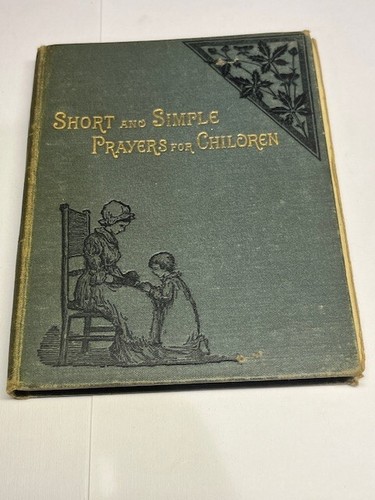 SHORT AND SIMPLE
PRAYERS FOR CHILDREN